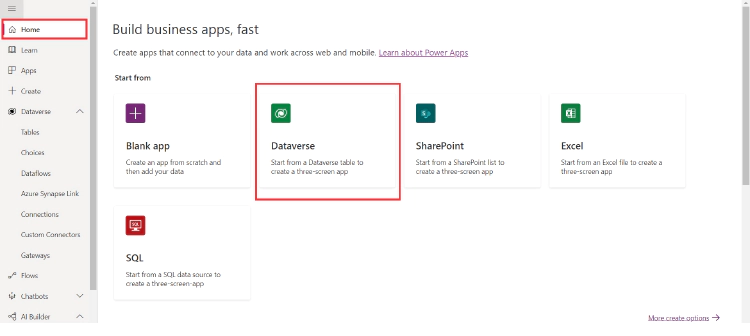 Home
Learn
Apps
Create
Dataverse
Tables
Choices
Dataflows
Azure Synapse Link
Connections
Custom Connectors
Gateways
Flows
Chatbots
AI Builder
Build business apps, fast
Create apps that connect to your data and work across web and mobile. Learn about Power Apps
Start from
Blank app
Create an app from scratch and
then add your data
Dataverse
Start from a Dataverse table to
create a three-screen app
SharePoint
Start from a SharePoint list to
create a three-screen app
Excel
Start from an Excel file to create a
three-screen app
SQL
SQL
Start from a SQL data source to
create a three-screen-app
More create options